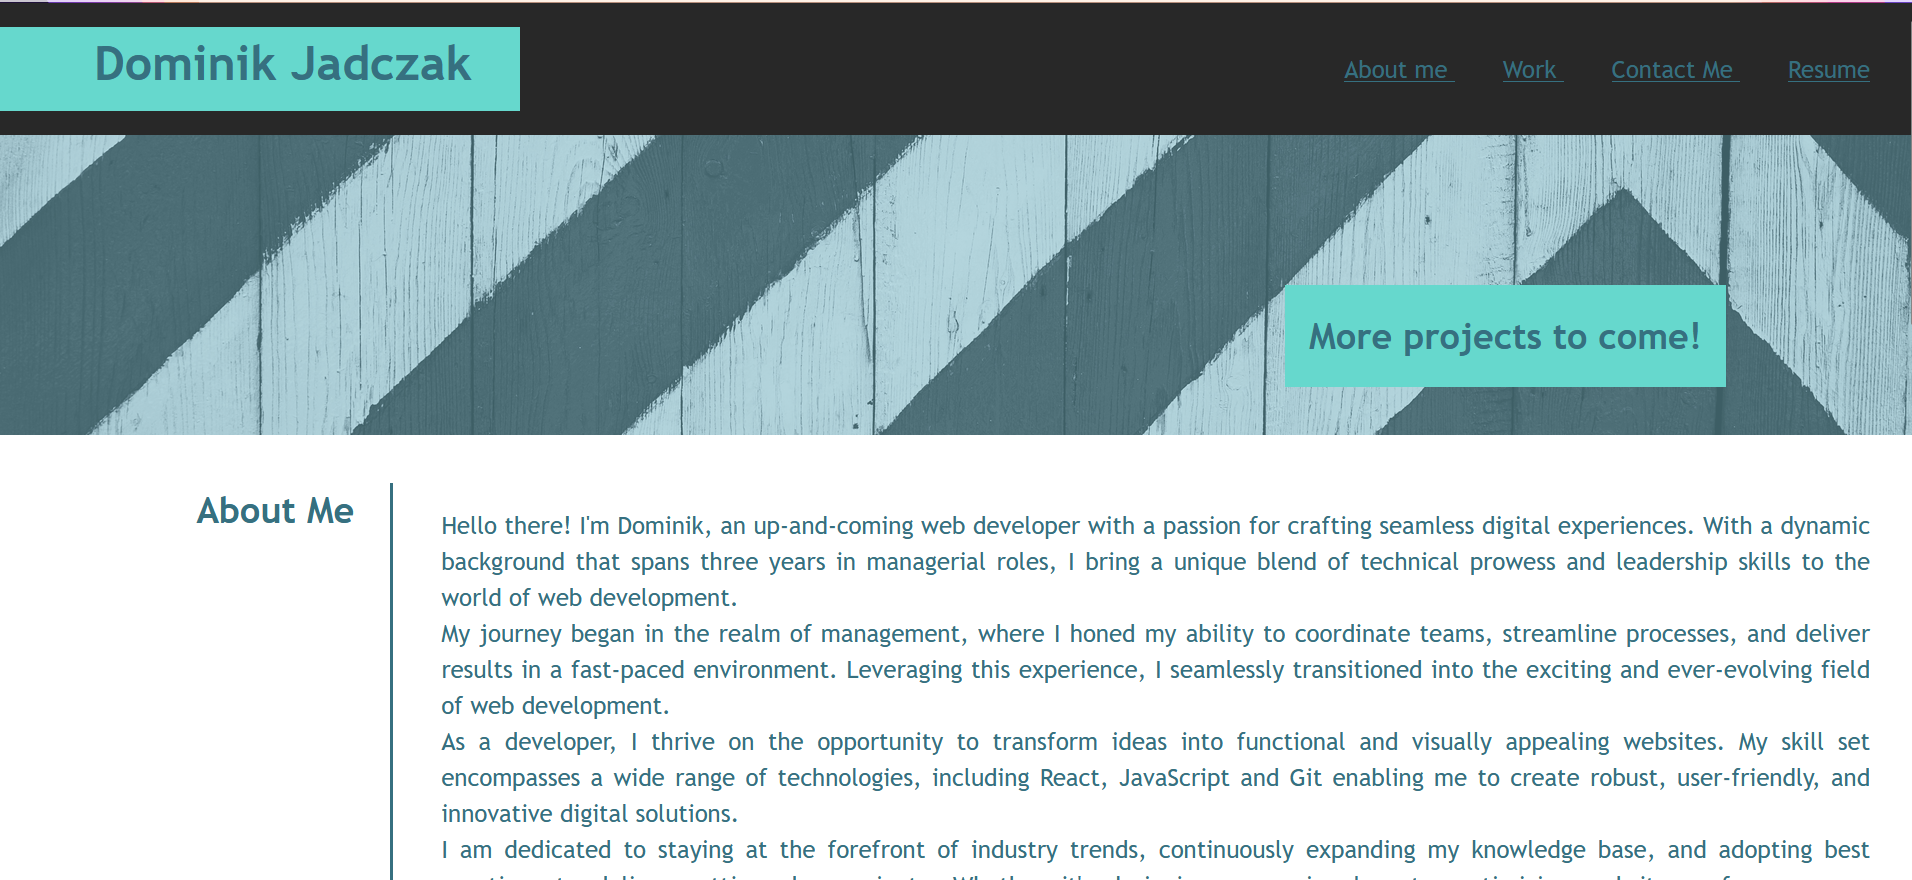 Dominik Jadczak
About me
Work
Contact Me
Resume
More projects to come!
About Me
Hello there! I'm Dominik, an up-and-coming web developer with a passion for crafting seamless digital experiences. With a dynamic
background that spans three years in managerial roles, I bring a unique blend of technical prowess and leadership skills to the
world of web development.
My journey began in the realm of management, where I honed my ability to coordinate teams, streamline processes, and deliver
results in a fast-paced environment. Leveraging this experience, I seamlessly transitioned into the exciting and ever-evolving field
of web development.
As a developer, I thrive on the opportunity to transform ideas into functional and visually appealing websites. My skill set
encompasses a wide range of technologies, including React, JavaScript and Git enabling me to create robust, user-friendly, and
innovative digital solutions.
I am dedicated to staying at the forefront of industry trends, continuously expanding my knowledge base, and adopting best